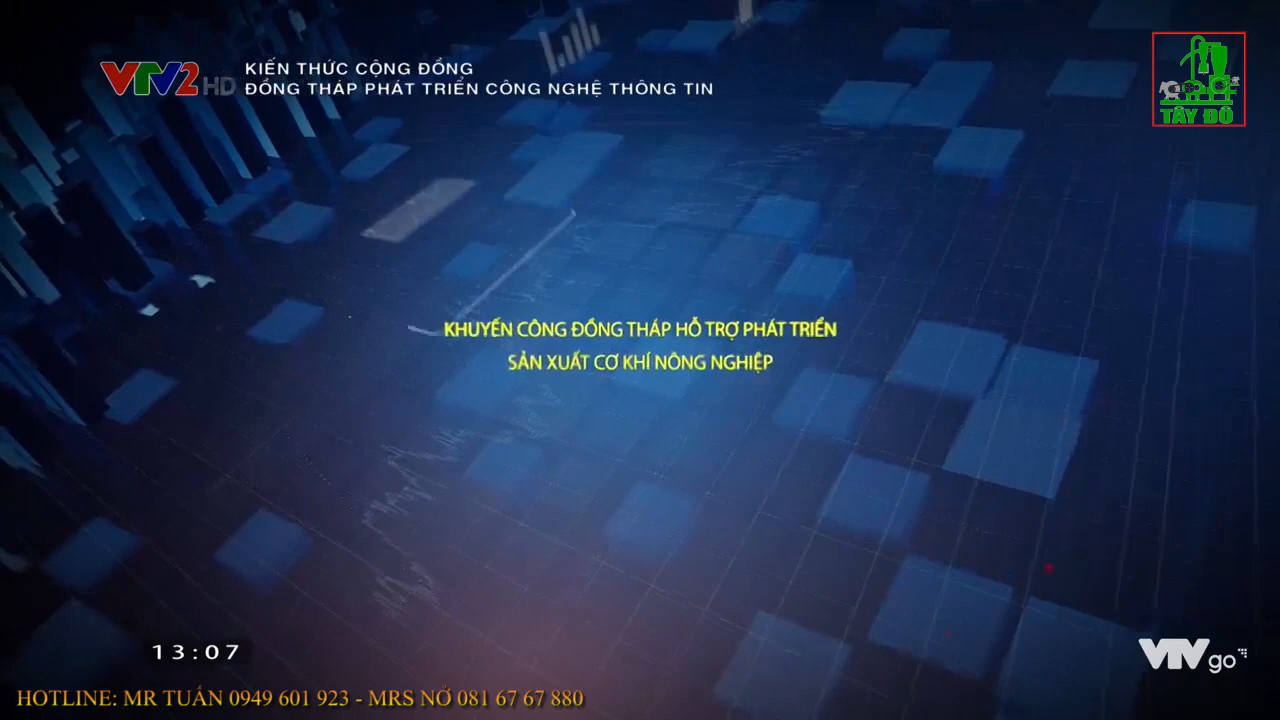 VTV2 HD
KIẾN THỨC CỘNG ĐỒNG
ĐỒNG THÁP PHÁT TRIỂN CÔNG NGHỆ THÔNG TIN
TÂY ĐÔ
KHUYẾN CÔNG ĐỒNG THÁP HỖ TRỢ PHÁT TRIỂN
SẢN XUẤT CƠ KHÍ NÔNG NGHIỆP
13:07
VTV go
HOTLINE: MR TUẤN 0949 601 923 - MRS NỞ 081 67 67 880